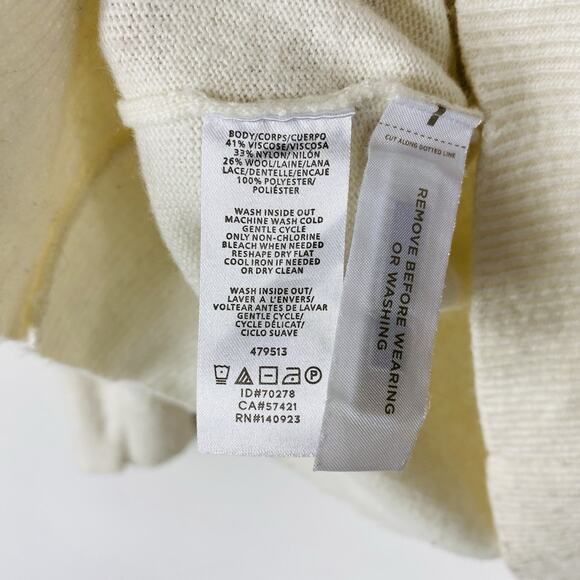 BODY/CORPS/CUERPO
41% VISCOSE/VISCOSA
33% NYLON/ NILÓN
26% WOOL/LAINE/LANA
LACE/DENTELLE/ENCAJE
100% POLYESTER/
POLIÉSTER
WASH INSIDE OUT
MACHINE WASH COLD
GENTLE CYCLE
ONLY NON-CHLORINE
BLEACH WHEN NEEDED
RESHAPE DRY FLAT
COOL IRON IF NEEDED
OR DRY CLEAN
WASH INSIDE OUT/
LAVER A L'ENVERS/
VOLTEAR ANTES DE LAVAR
GENTLE CYCLE/
CYCLE DÉLICAT/
CICLO SUAVE
479513
P
ID#70278
CA#57421
RN#140923
CUT ALONG DOTTED LINE
REMOVE BEFORE WEARING
OR WASHING